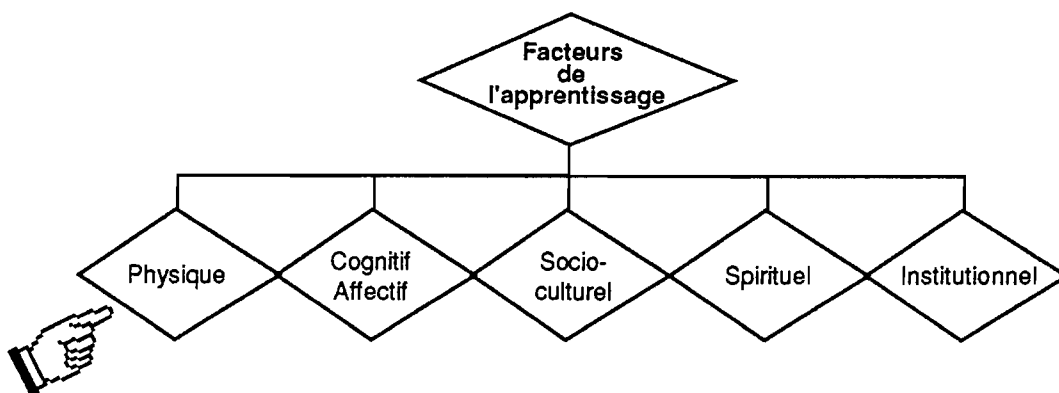 Facteurs
de
l'apprentissage
Physique
Cognitif
Affectif
Socio-
culturel
Spirituel
Institutionnel